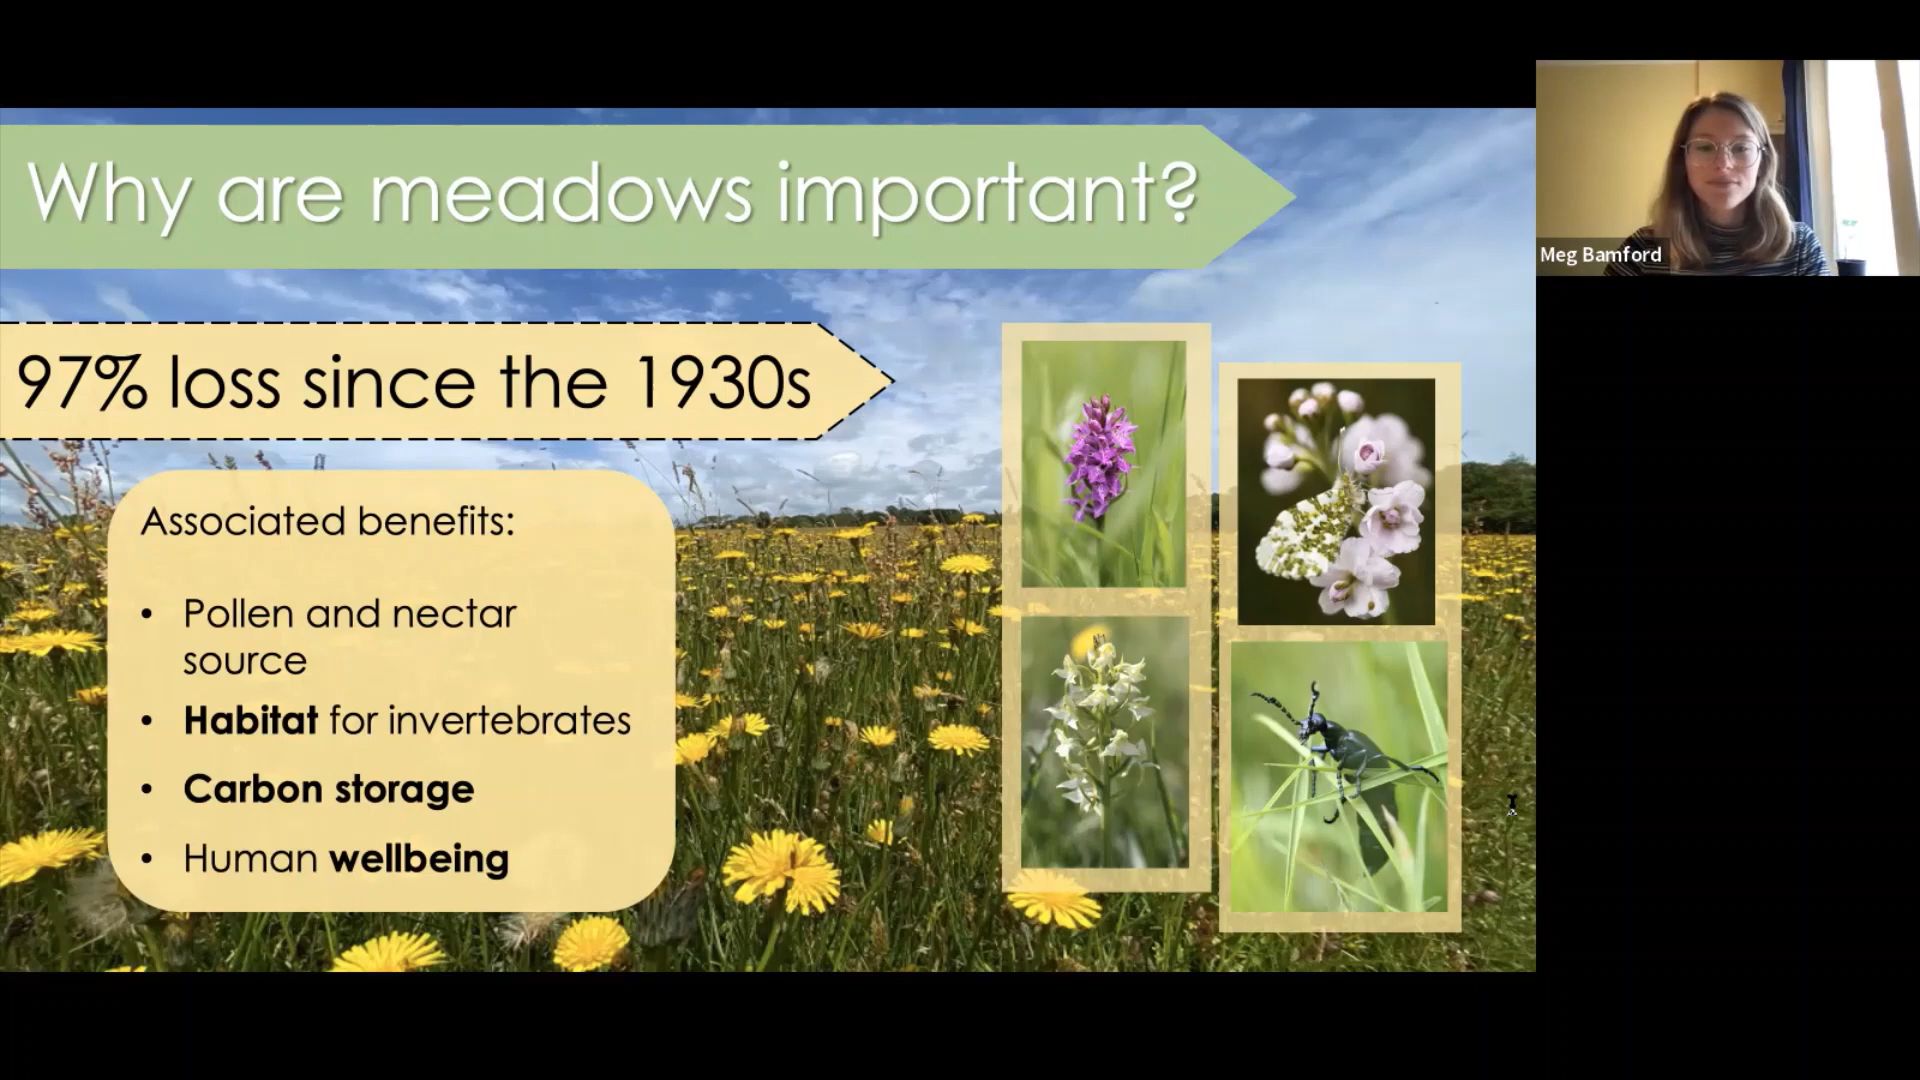 Why are meadows important?
97% loss since the 1930s
Associated benefits:
• Pollen and nectar
source
• Habitat for invertebrates
• Carbon storage
• Human wellbeing
Meg Bamford